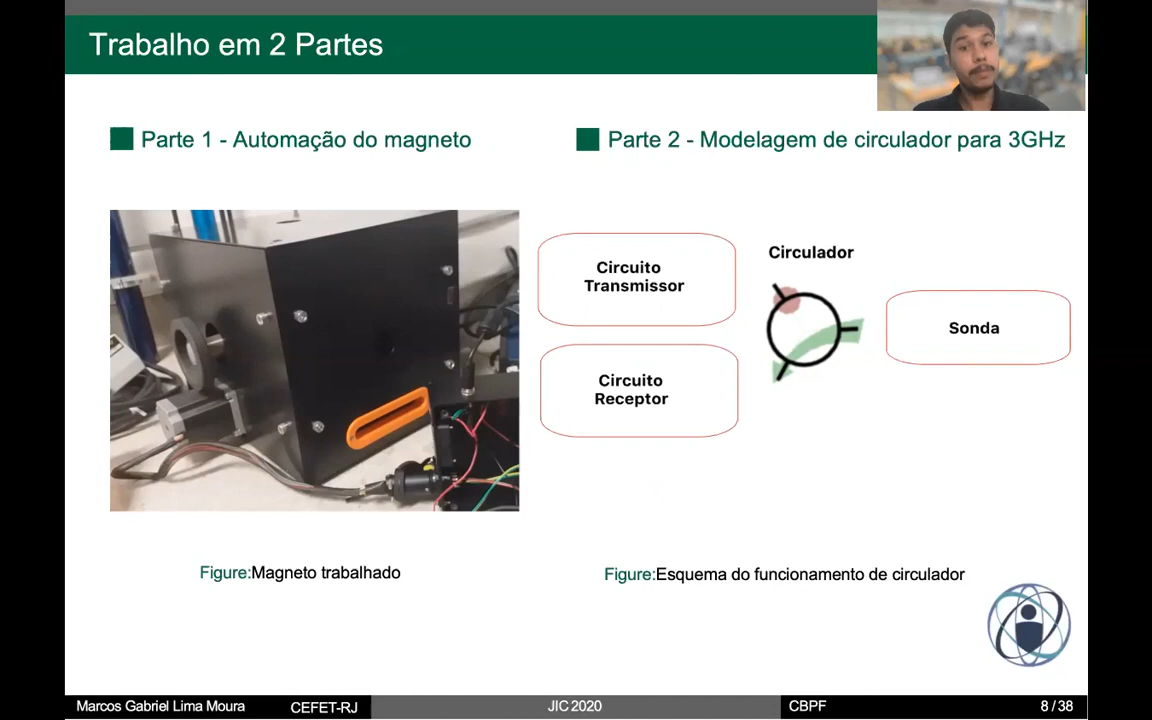 Trabalho em 2 Partes
Parte 1 - Automação do magneto
Parte 2 - Modelagem de circulador para 3GHz
Circuito
Transmissor
Circulador
Sonda
Circuito
Receptor
Figure:Magneto trabalhado
Figure:Esquema do funcionamento de circulador
Marcos Gabriel Lima Moura CEFET-RJ JIC 2020 CBPF 8 / 38